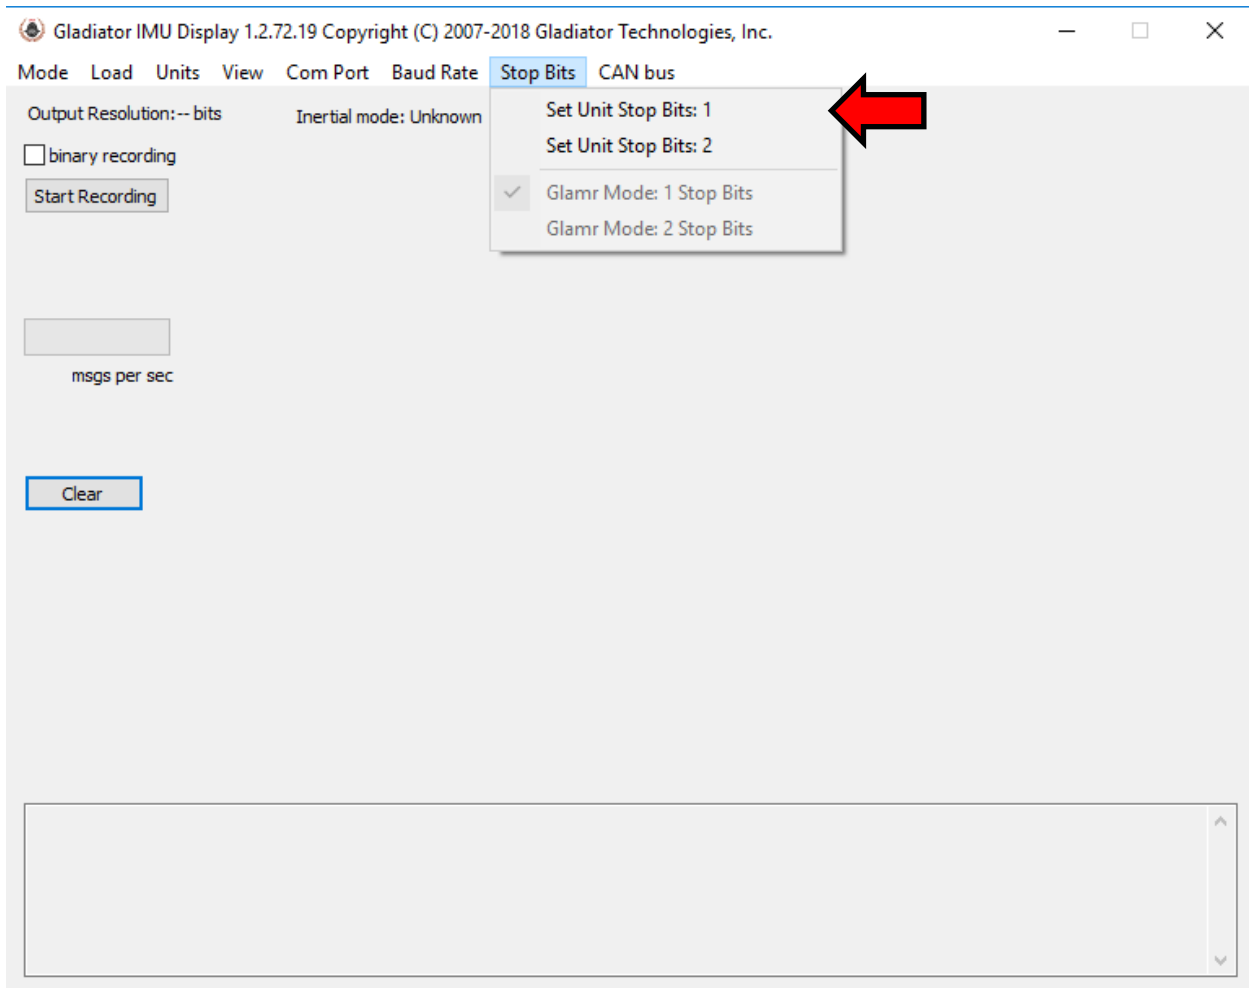 Gladiator IMU Display 1.2.72.19 Copyright (C) 2007-2018 Gladiator Technologies, Inc.
Mode Load Units View Com Port Baud Rate Stop Bits CAN bus
Output Resolution:-- bits
Inertial mode: Unknown
binary recording
Start Recording
Set Unit Stop Bits: 1
Set Unit Stop Bits: 2
Glamr Mode: 1 Stop Bits
Glamr Mode: 2 Stop Bits
msgs per sec
Clear